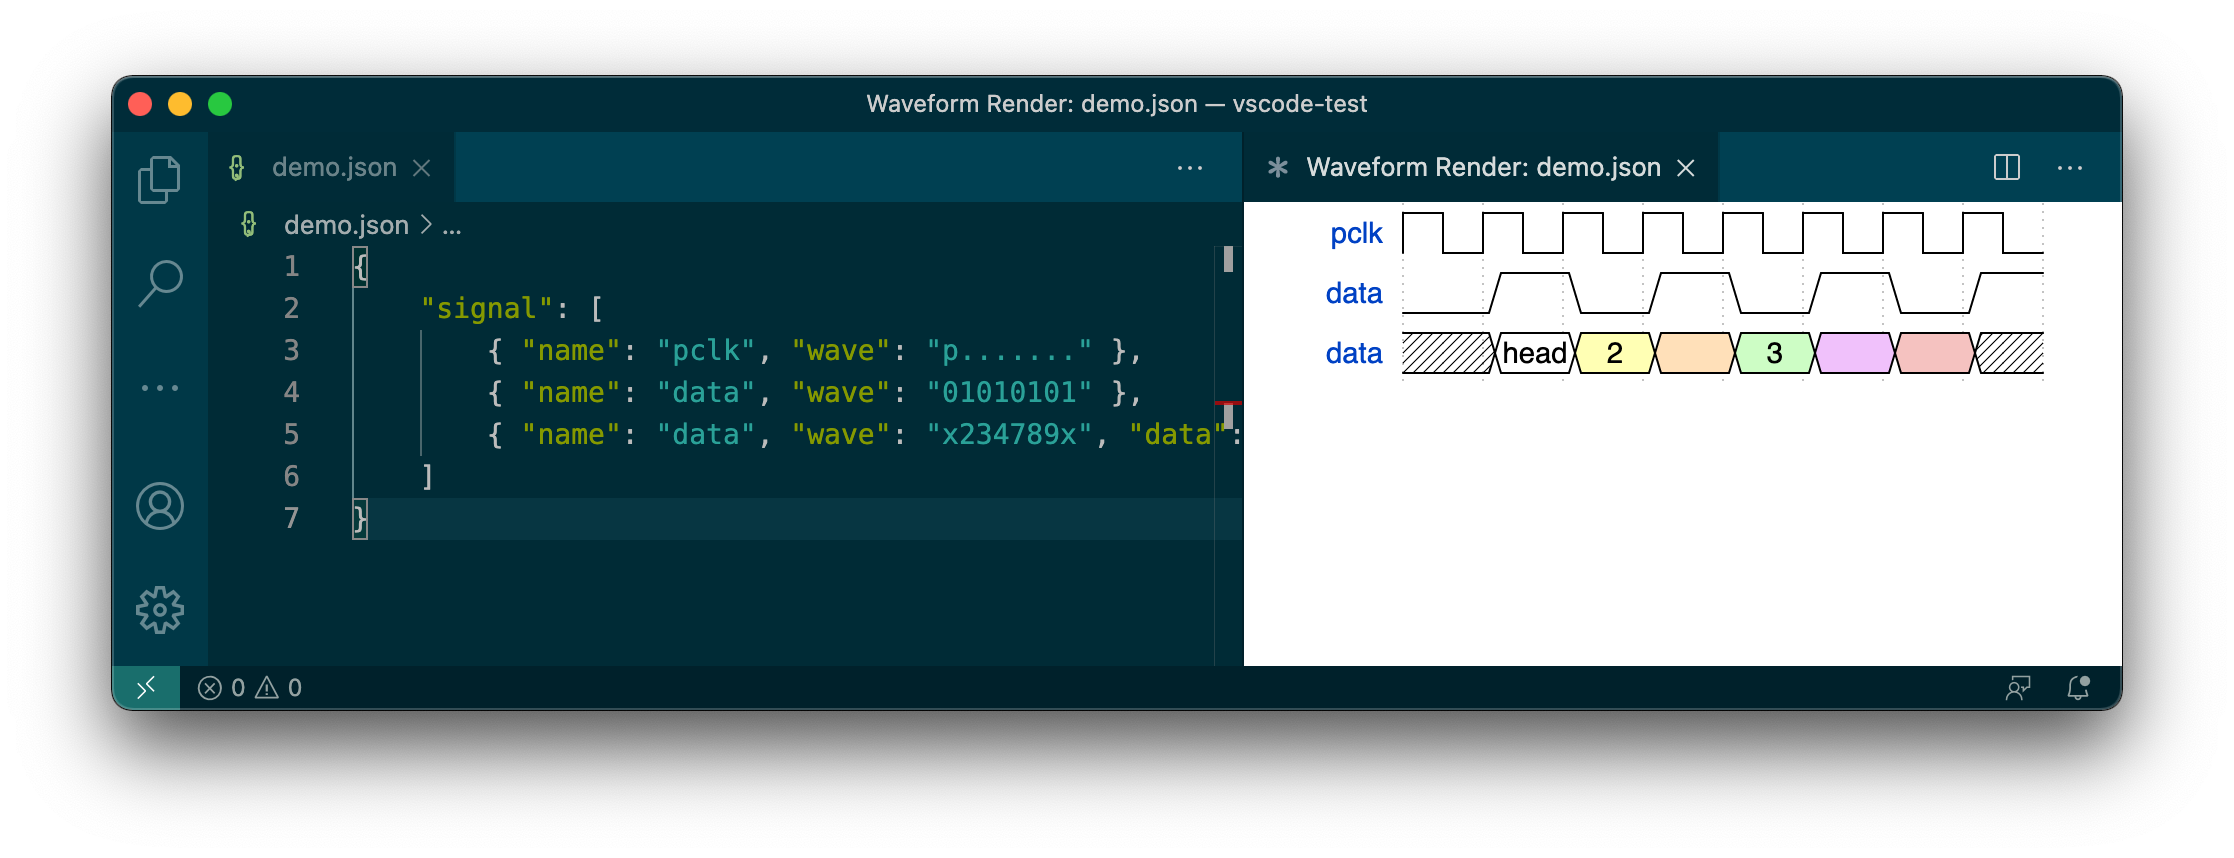 Waveform Render: demo.json — vscode-test
demo.json
Waveform Render: demo.json
demo.json > ...
1 {
2 "signal": [
3 { "name": "pclk", "wave": "p......." },
4 { "name": "data", "wave": "01010101" },
5 { "name": "data", "wave": "x234789x", "data":
6 ]
7 }
pclk
data
data head 2 3
0 0